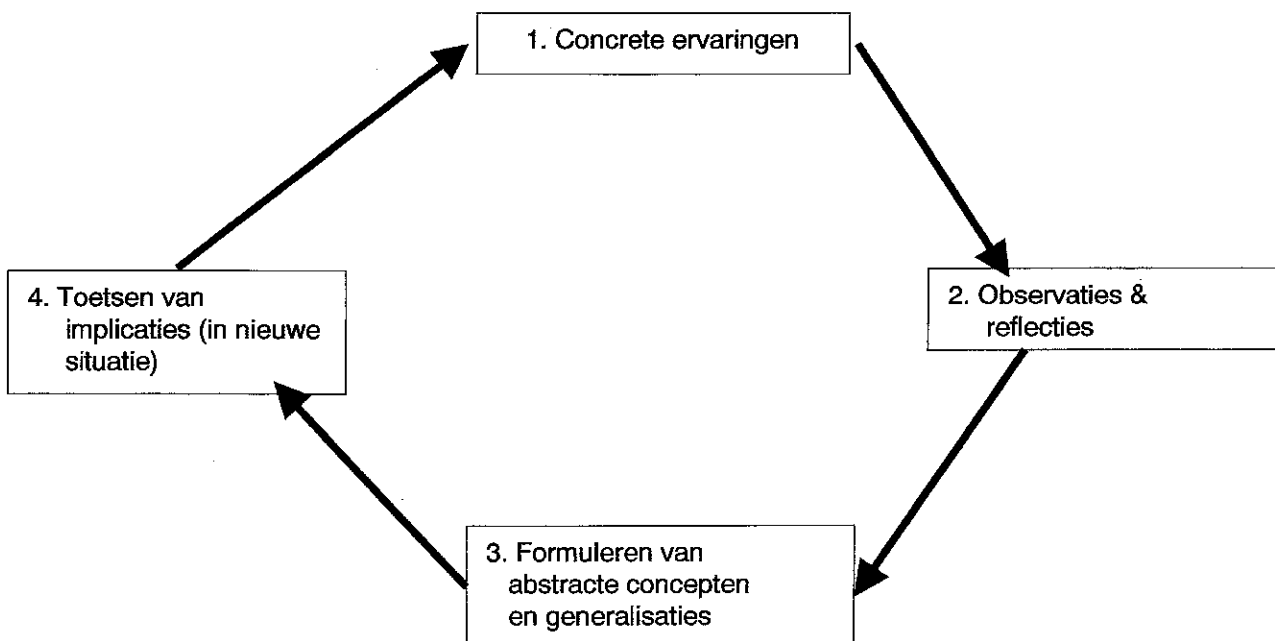 1. Concrete ervaringen
2. Observaties &
reflecties
3. Formuleren van
abstracte concepten
en generalisaties
4. Toetsen van
implicaties (in nieuwe
situatie)